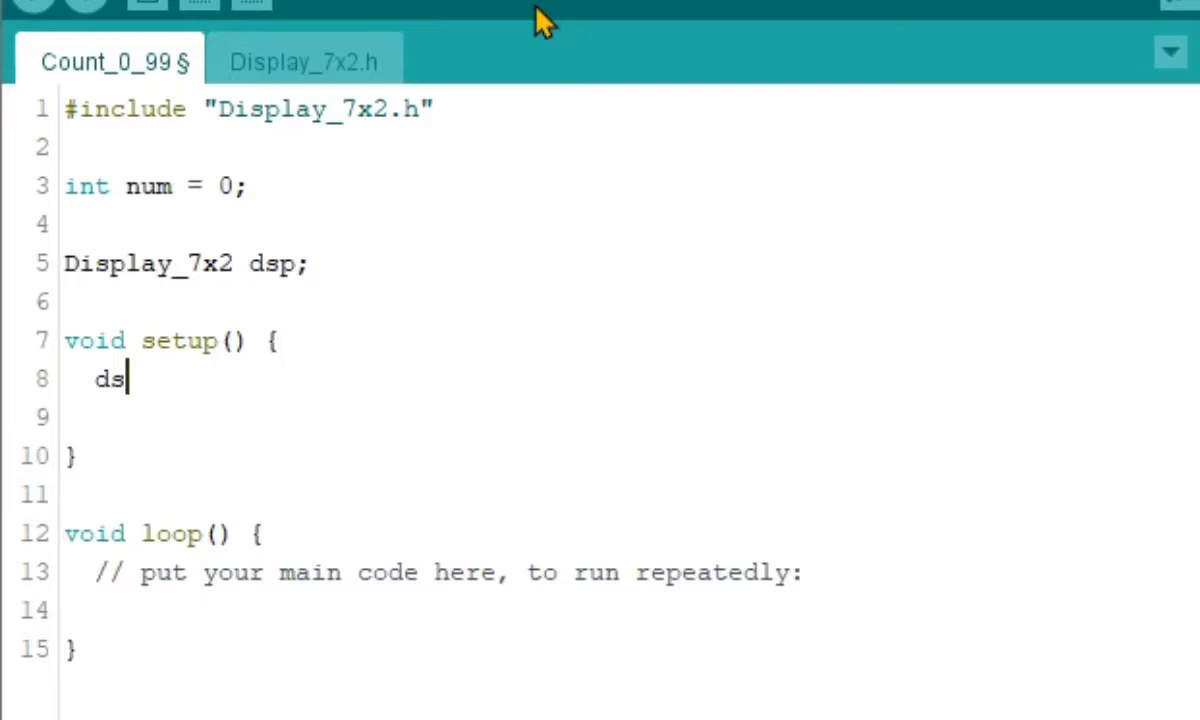 Count_0_99 §
Display_7x2.h
1 #include "Display_7x2.h"
2
3 int num = 0;
4
5 Display_7x2 dsp;
6
7 void setup() {
8 ds
9
10 }
11
12 void loop() {
13 // put your main code here, to run repeatedly:
14
15 }